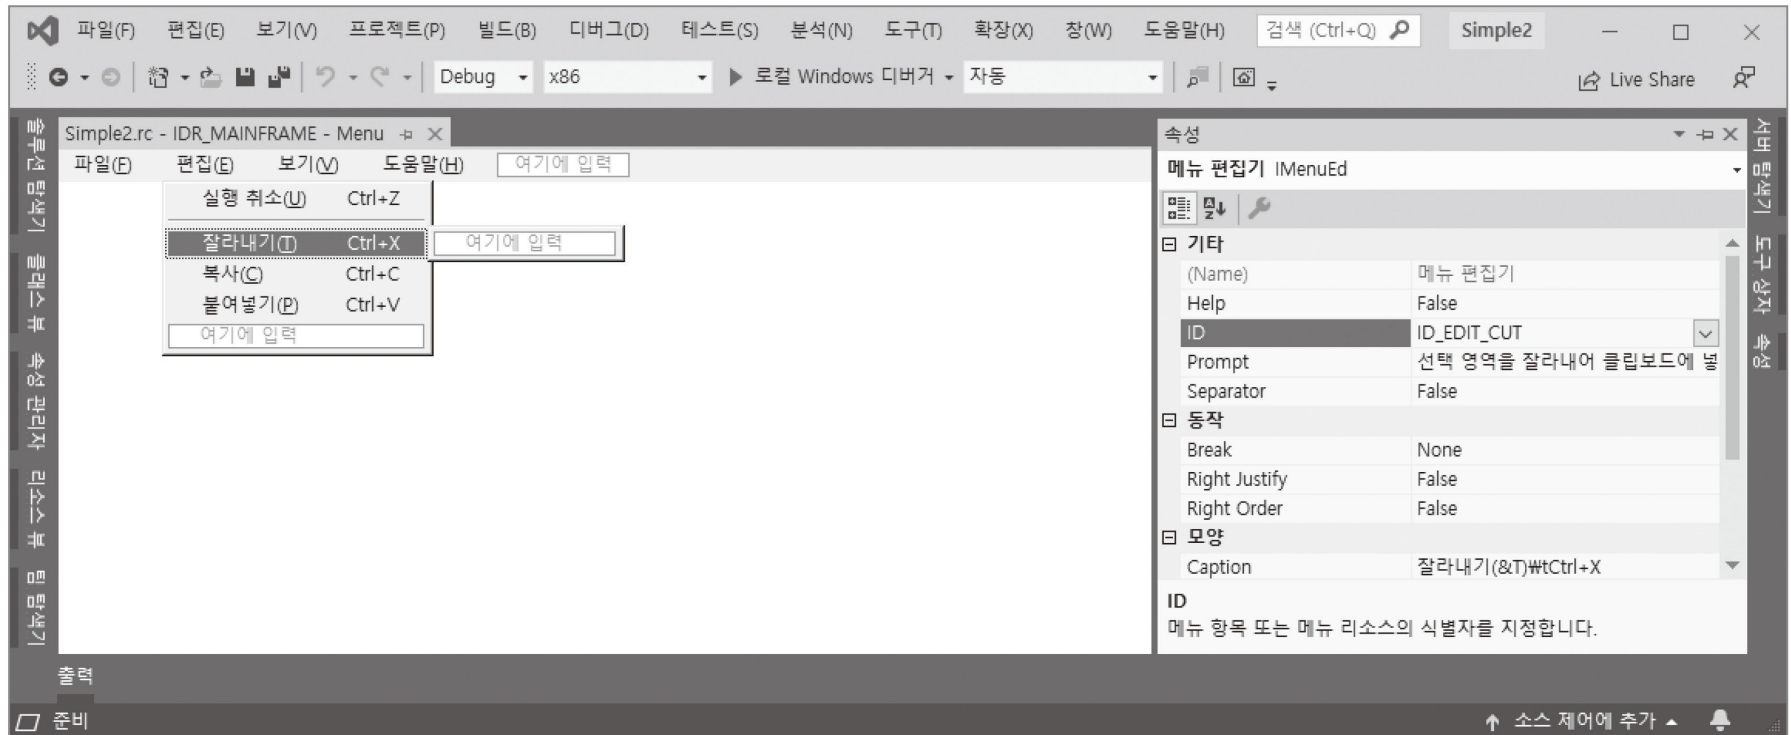 파일(F) 편집(E) 보기(V) 프로젝트(P) 빌드(B) 디버그(D) 테스트(S) 분석(N) 도구(T) 확장(X) 창(W) 도움말(H) 검색 (Ctrl+Q) Simple2
Debug x86 로컬 Windows 디버거 자동 Live Share
솔루션 탐색기
클래스 뷰
속성 관리자
리소스 뷰
팀 탐색기
Simple2.rc - IDR_MAINFRAME - Menu
파일(F) 편집(E) 보기(V) 도움말(H) 여기에 입력
실행 취소(U) Ctrl+Z
잘라내기(T) Ctrl+X 여기에 입력
복사(C) Ctrl+C
붙여넣기(P) Ctrl+V
여기에 입력
속성
메뉴 편집기 IMenuEd
기타
(Name) 메뉴 편집기
Help False
ID ID_EDIT_CUT
Prompt 선택 영역을 잘라내어 클립보드에 넣
Separator False
동작
Break None
Right Justify False
Right Order False
모양
Caption 잘라내기(&T)₩tCtrl+X
ID
메뉴 항목 또는 메뉴 리소스의 식별자를 지정합니다.
서버 탐색기
도구 상자
속성
출력
준비 소스 제어에 추가